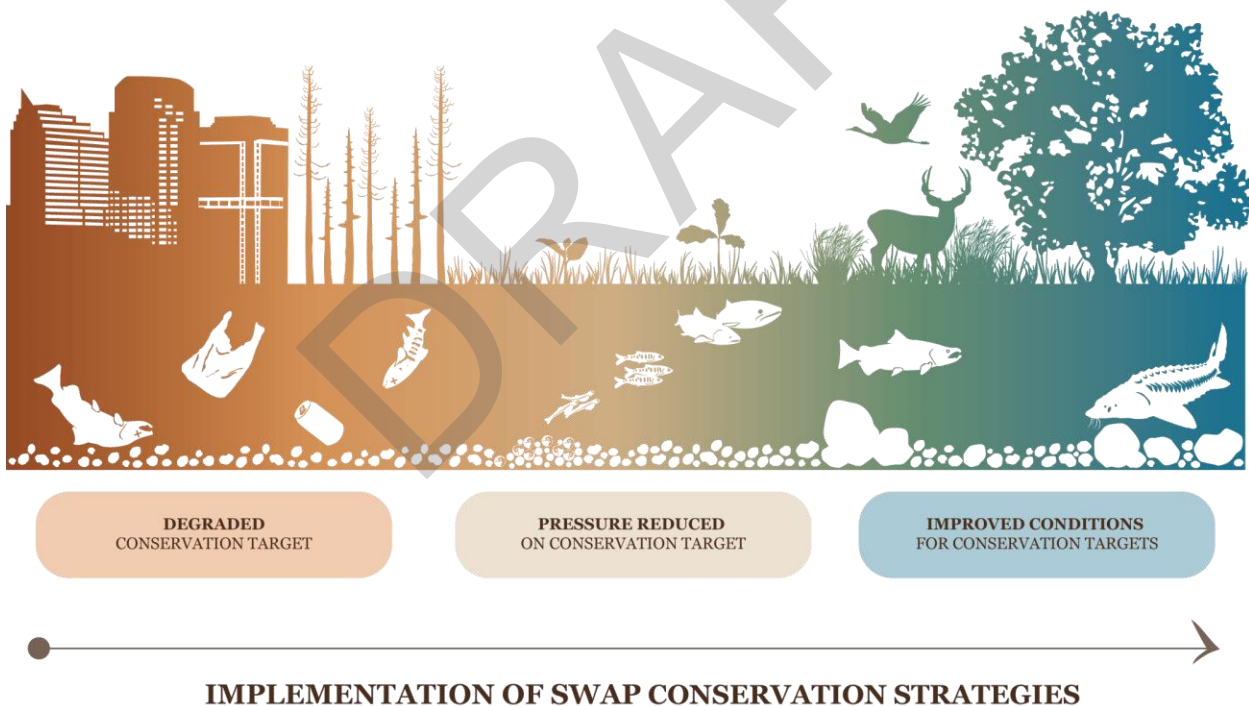 DRAFT
DEGRADED
CONSERVATION TARGET
PRESSURE REDUCED
ON CONSERVATION TARGET
IMPROVED CONDITIONS
FOR CONSERVATION TARGETS
IMPLEMENTATION OF SWAP CONSERVATION STRATEGIES